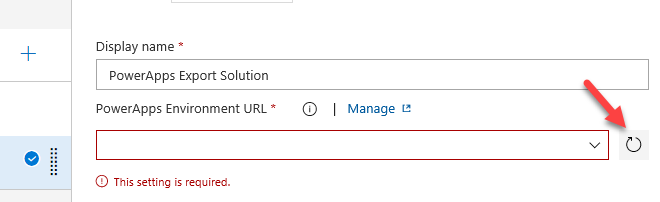 Display name *
PowerApps Export Solution
PowerApps Environment URL * | Manage
This setting is required.